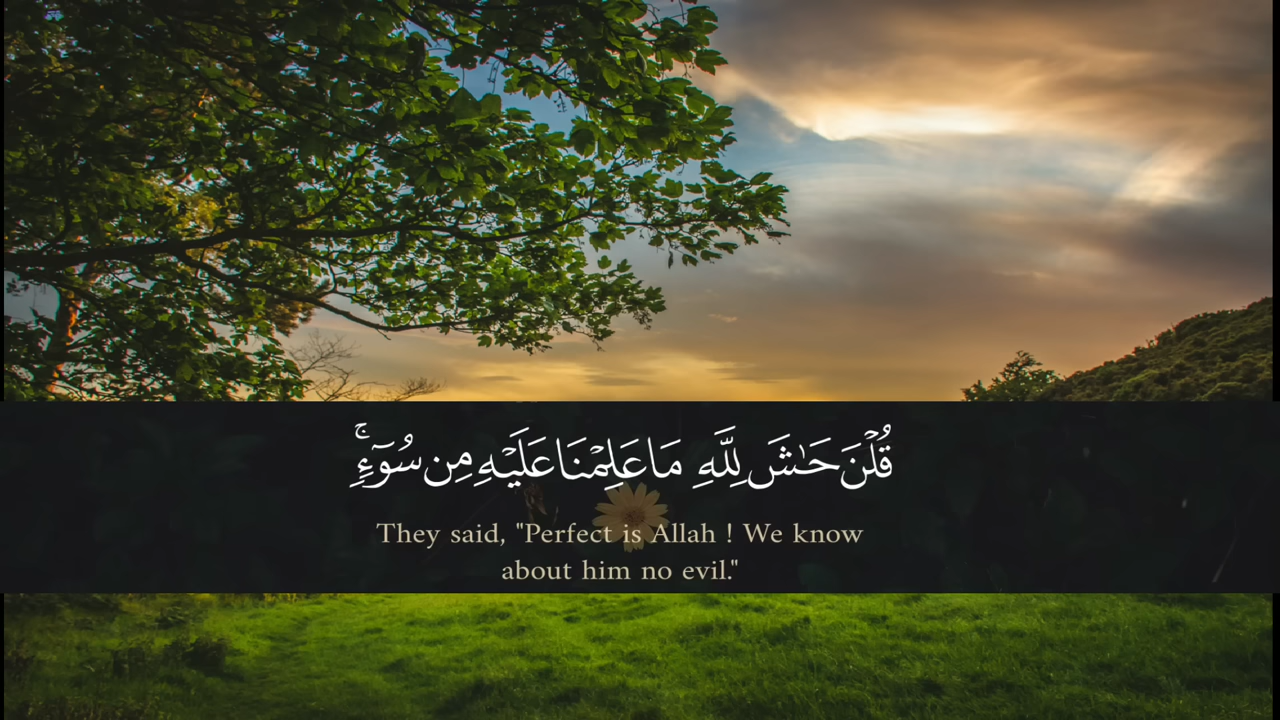 قُلْنَ حَـٰشَ لِلَّهِ مَا عَلِمْنَا عَلَيْهِ مِن سُوٓءٍۢ ۚ
They said, "Perfect is Allah ! We know
about him no evil."